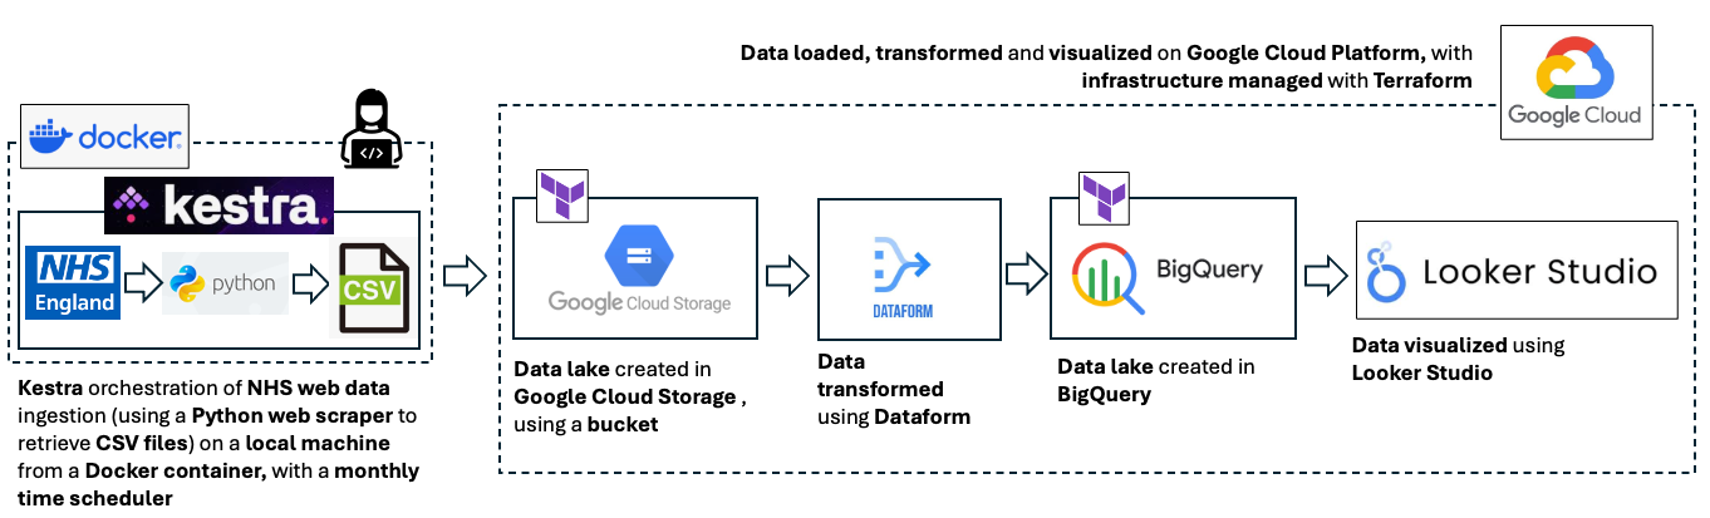 Data loaded, transformed and visualized on Google Cloud Platform, with
infrastructure managed with Terraform
Google Cloud
docker.
</>
kestra.
NHS
England
python
CSV
Google Cloud Storage
DATAFORM
BigQuery
Looker Studio
Kestra orchestration of NHS web data
ingestion (using a Python web scraper to
retrieve CSV files) on a local machine
from a Docker container, with a monthly
time scheduler
Data lake created in
Google Cloud Storage ,
using a bucket
Data
transformed
using Dataform
Data lake created in
BigQuery
Data visualized using
Looker Studio